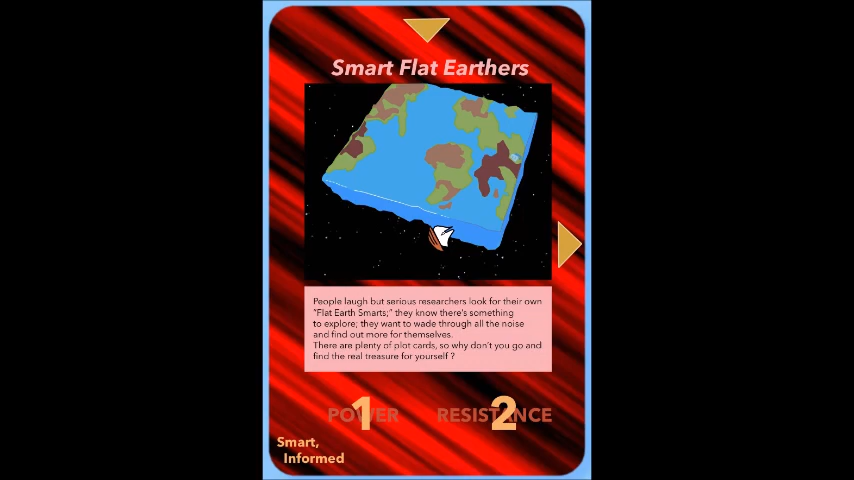 Smart Flat Earthers
People laugh but serious researchers look for their own
“Flat Earth Smarts;” they know there’s something
to explore; they want to wade through all the noise
and find out more for themselves.
There are plenty of plot cards, so why don’t you go and
find the real treasure for yourself ?
POWER 1 RESISTANCE 2
Smart,
Informed